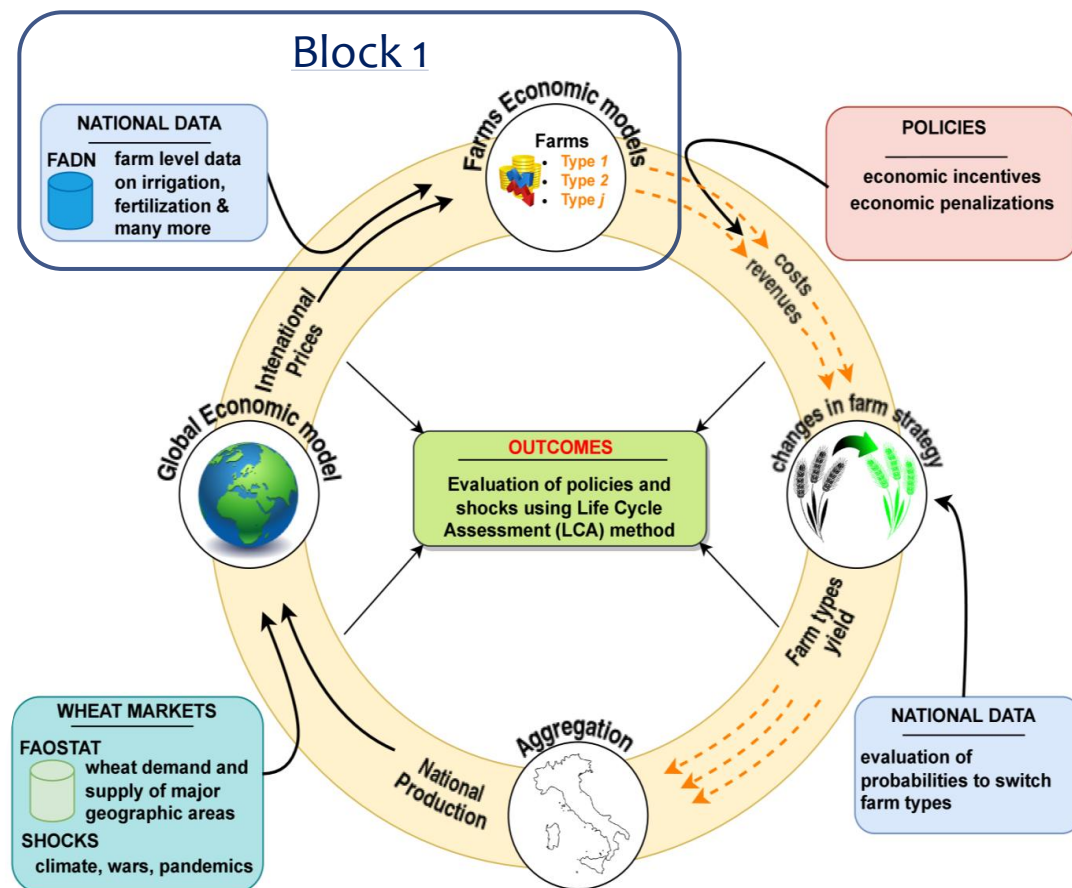 Block 1
NATIONAL DATA
FADN
farm level data
on irrigation,
fertilization &
many more
Farms Economic models
Farms
• Type 1
• Type 2
• Type j
POLICIES
economic incentives
economic penalizations
costs
revenues
Intenational
Prices
Global Economic model
changes in farm strategy
OUTCOMES
Evaluation of policies and
shocks using Life Cycle
Assessment (LCA) method
Farm types
yield
WHEAT MARKETS
FAOSTAT
wheat demand and
supply of major
geographic areas
SHOCKS
climate, wars, pandemics
National
Production
Aggregation
NATIONAL DATA
evaluation of
probabilities to switch
farm types